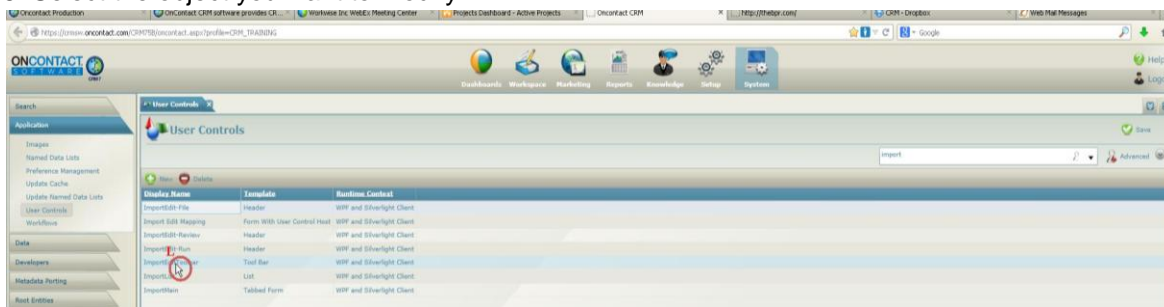 Oncontact Production
OnContact CRM software provides CR...
Workwise Inc WebEx Meeting Center
Projects Dashboard - Active Projects
Oncontact CRM
http://thebpr.com/
CRM - Dropbox
Web Mail Messages
https://crmsw.oncontact.com/CRM75B/oncontact.aspx?profile=CRM_TRAINING
Google
ONCONTACT
SOFTWARE
CRM7
Dashboards
Workspace
Marketing
Reports
Knowledge
Setup
System
Help
Search
Application
Images
Named Data Lists
Preference Management
Update Cache
Update Named Data Lists
User Controls
Workflows
Data
Developers
Metadata Porting
Root Entities
User Controls
User Controls
Save
import
Advanced
New Delete
Display Name Template Runtime Context
ImportEdit-File Header WPF and Silverlight Client
Import Edit Mapping Form With User Control Host WPF and Silverlight Client
ImportEdit-Review Header WPF and Silverlight Client
Header WPF and Silverlight Client
L
Tool Bar WPF and Silverlight Client
List WPF and Silverlight Client
ImportMain Tabbed Form WPF and Silverlight Client